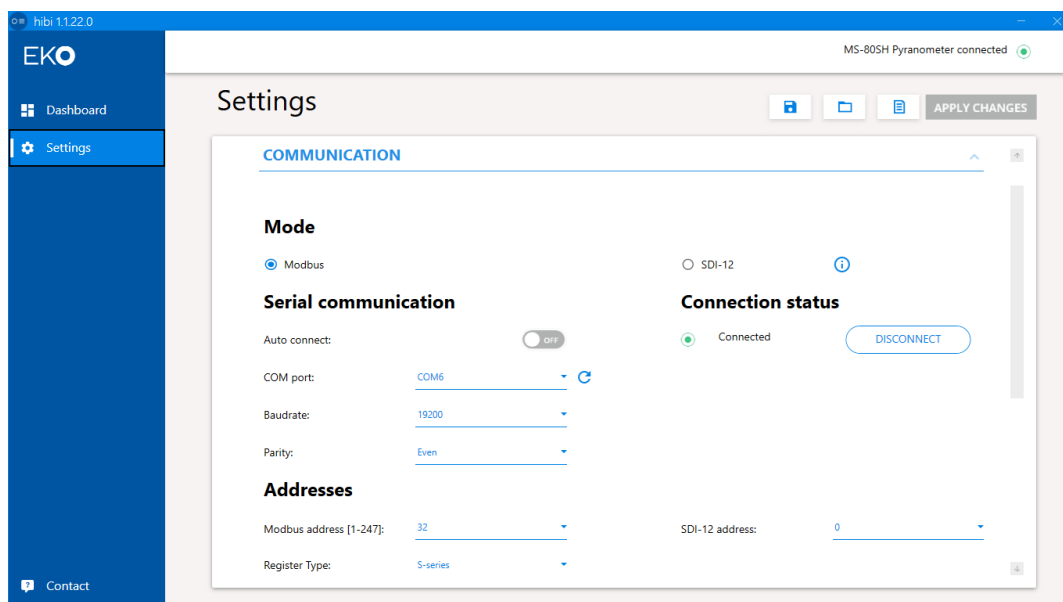 hibi 1.1.22.0
EKO
MS-80SH Pyranometer connected
Dashboard
Settings
Settings
APPLY CHANGES
COMMUNICATION
Mode
Modbus
SDI-12
Serial communication
Connection status
Auto connect:
OFF
Connected
DISCONNECT
COM port:
COM6
Baudrate:
19200
Parity:
Even
Addresses
Modbus address [1-247]:
32
SDI-12 address:
0
Register Type:
S-series
Contact